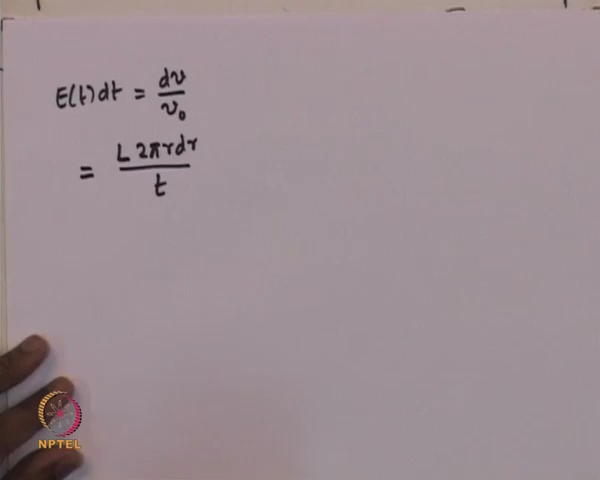 E(t)dt = dv/v₀
= L 2πr dr/t
NPTEL